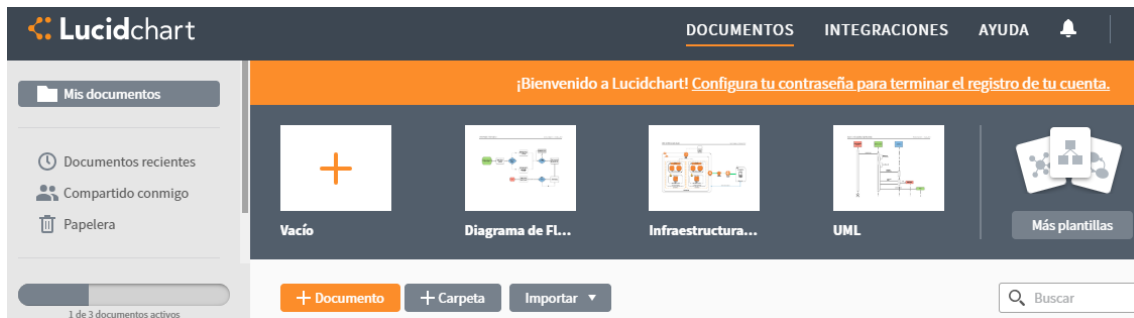 Lucidchart
DOCUMENTOS INTEGRACIONES AYUDA
Mis documentos
¡Bienvenido a Lucidchart! Configura tu contraseña para terminar el registro de tu cuenta.
Documentos recientes
Compartido conmigo
Papelera
Vacío
Diagrama de Fl...
Infraestructura...
UML
Más plantillas
+ Documento
+ Carpeta
Importar
Buscar
1 de 3 documentos activos